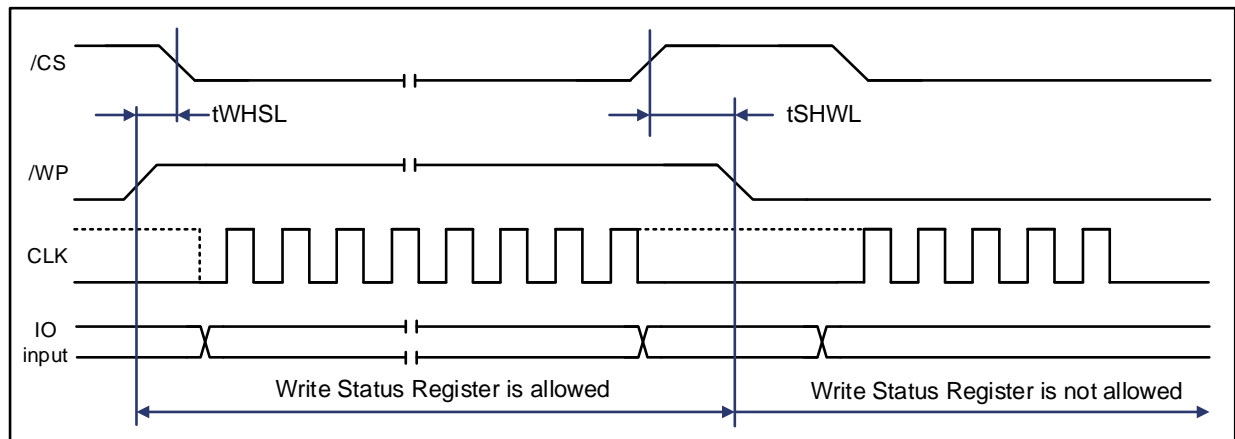 /CS
tWHSL
tSHWL
/WP
CLK
IO
input
Write Status Register is allowed
Write Status Register is not allowed